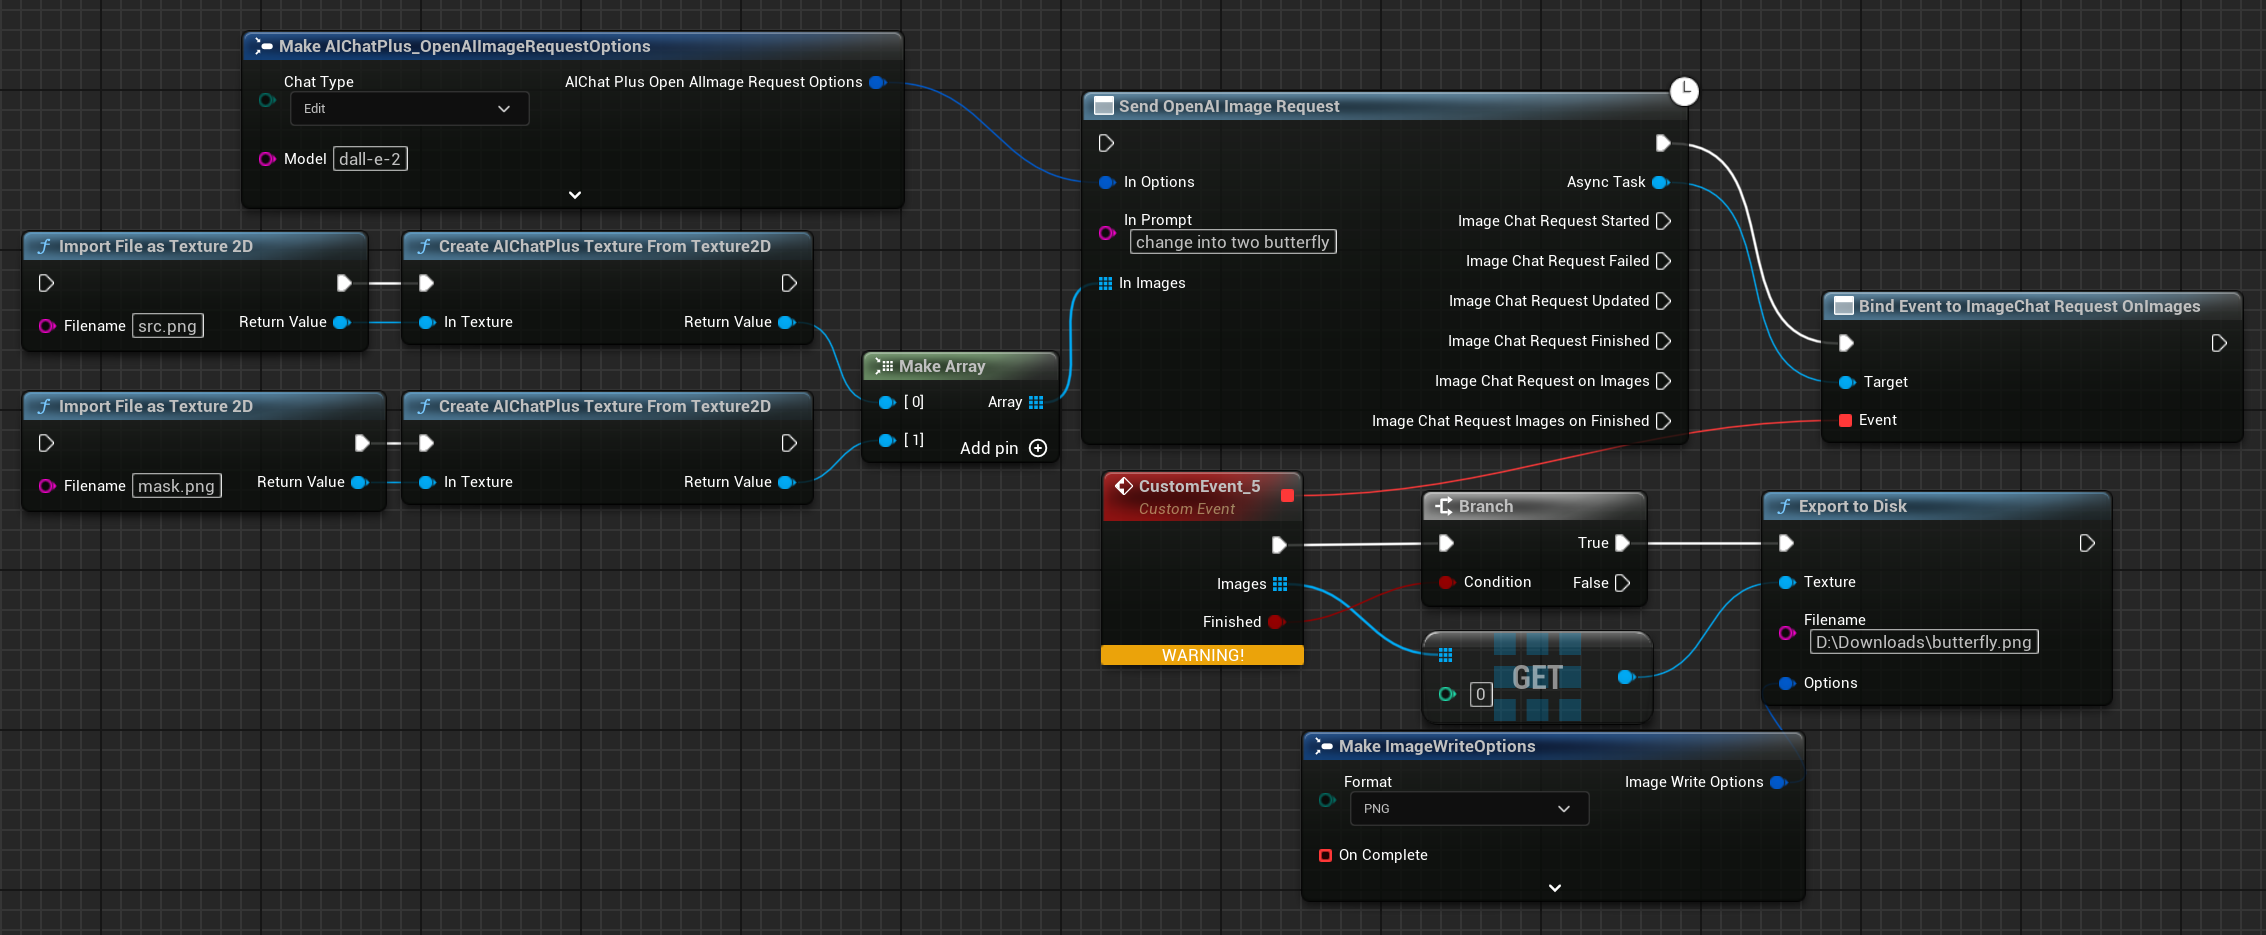 Make AIChatPlus_OpenAIImageRequestOptions
Chat Type
AIChat Plus Open AIImage Request Options
Edit
Model dall-e-2
Import File as Texture 2D
Filename src.png
Return Value
Create AIChatPlus Texture From Texture2D
In Texture
Return Value
Import File as Texture 2D
Filename mask.png
Return Value
Create AIChatPlus Texture From Texture2D
In Texture
Return Value
Make Array
[ 0]
Array
[ 1]
Add pin
Send OpenAI Image Request
In Options
Async Task
In Prompt
change into two butterfly
In Images
Image Chat Request Started
Image Chat Request Failed
Image Chat Request Updated
Image Chat Request Finished
Image Chat Request on Images
Image Chat Request Images on Finished
Bind Event to ImageChat Request OnImages
Target
Event
CustomEvent_5
Custom Event
Images
Finished
WARNING!
Branch
True
Condition
False
GET
0
Export to Disk
Texture
Filename
D:\Downloads\butterfly.png
Options
Make ImageWriteOptions
Format
Image Write Options
PNG
On Complete